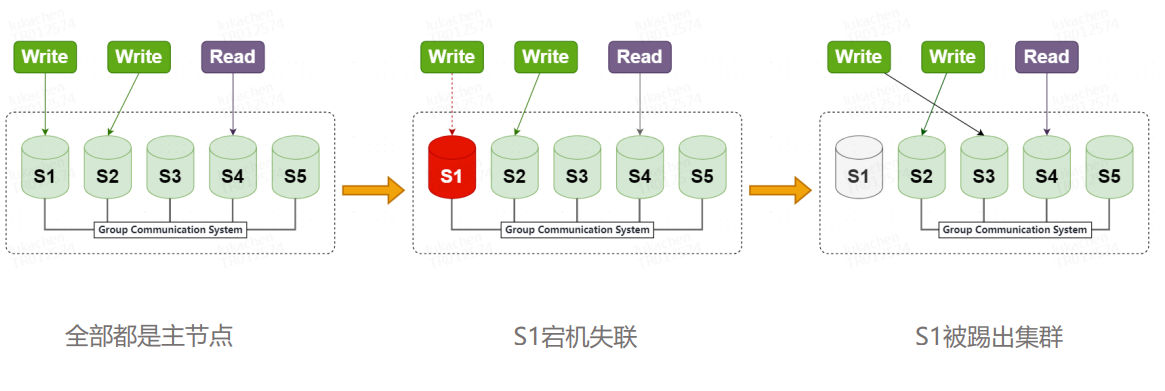 Write
Write
Read
S1
S2
S3
S4
S5
Group Communication System
全部都是主节点
Write
Write
Read
S1
S2
S3
S4
S5
Group Communication System
S1宕机失联
Write
Write
Read
S1
S2
S3
S4
S5
Group Communication System
S1被踢出集群